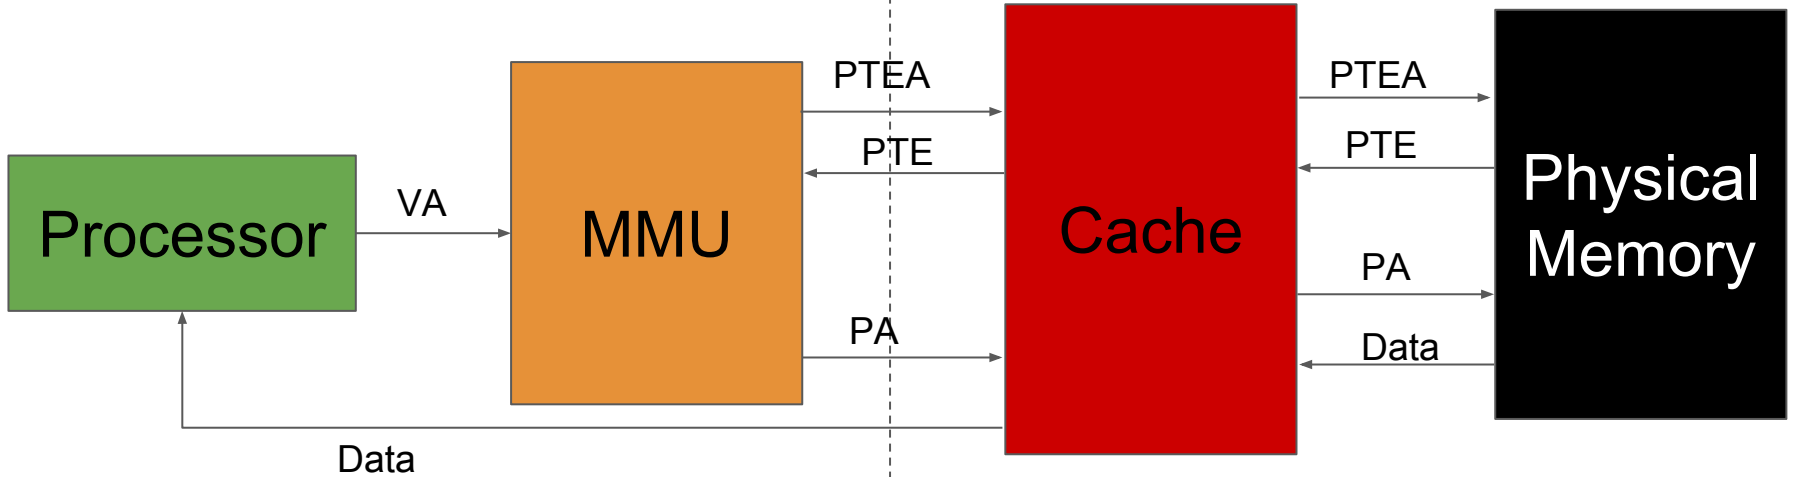 PTEA
PTEA
PTE
PTE
Processor
VA
MMU
Cache
Physical
Memory
PA
PA
Data
Data